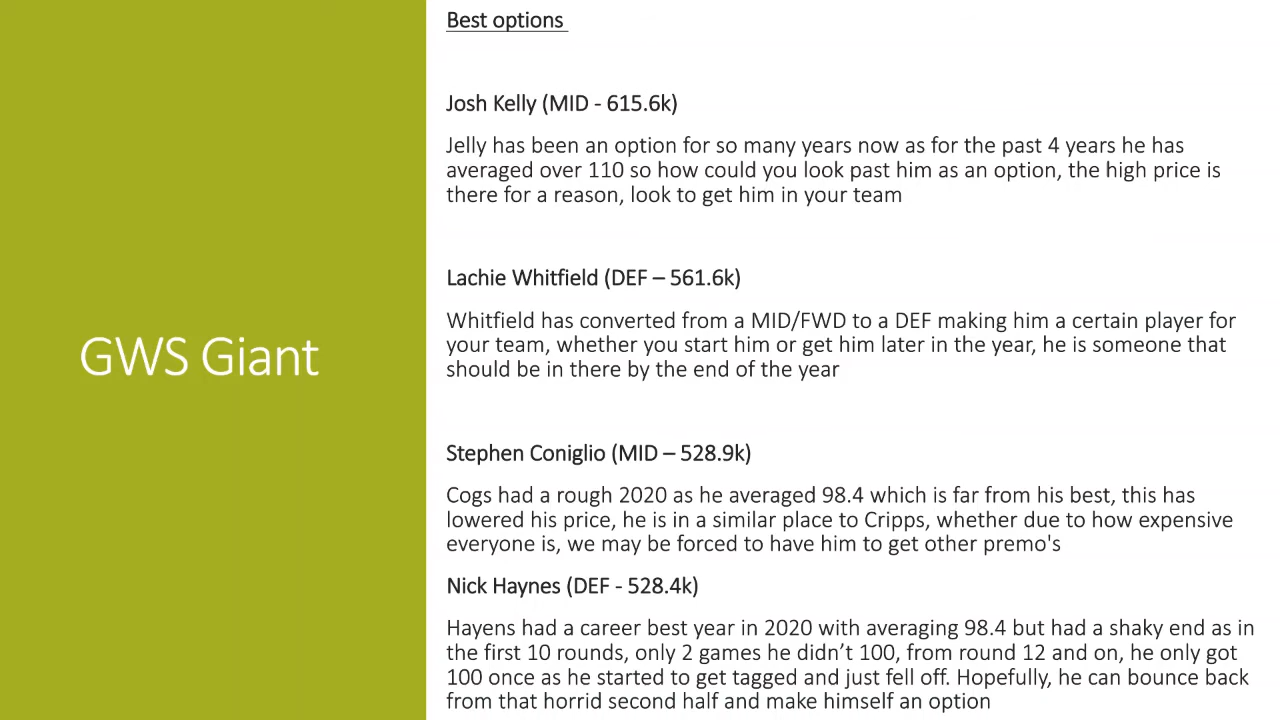 Best options
Josh Kelly (MID - 615.6k)
Jelly has been an option for so many years now as for the past 4 years he has
averaged over 110 so how could you look past him as an option, the high price is
there for a reason, look to get him in your team
Lachie Whitfield (DEF – 561.6k)
Whitfield has converted from a MID/FWD to a DEF making him a certain player for
your team, whether you start him or get him later in the year, he is someone that
should be in there by the end of the year
GWS Giant
Stephen Coniglio (MID – 528.9k)
Cogs had a rough 2020 as he averaged 98.4 which is far from his best, this has
lowered his price, he is in a similar place to Cripps, whether due to how expensive
everyone is, we may be forced to have him to get other premo's
Nick Haynes (DEF - 528.4k)
Hayens had a career best year in 2020 with averaging 98.4 but had a shaky end as in
the first 10 rounds, only 2 games he didn’t 100, from round 12 and on, he only got
100 once as he started to get tagged and just fell off. Hopefully, he can bounce back
from that horrid second half and make himself an option